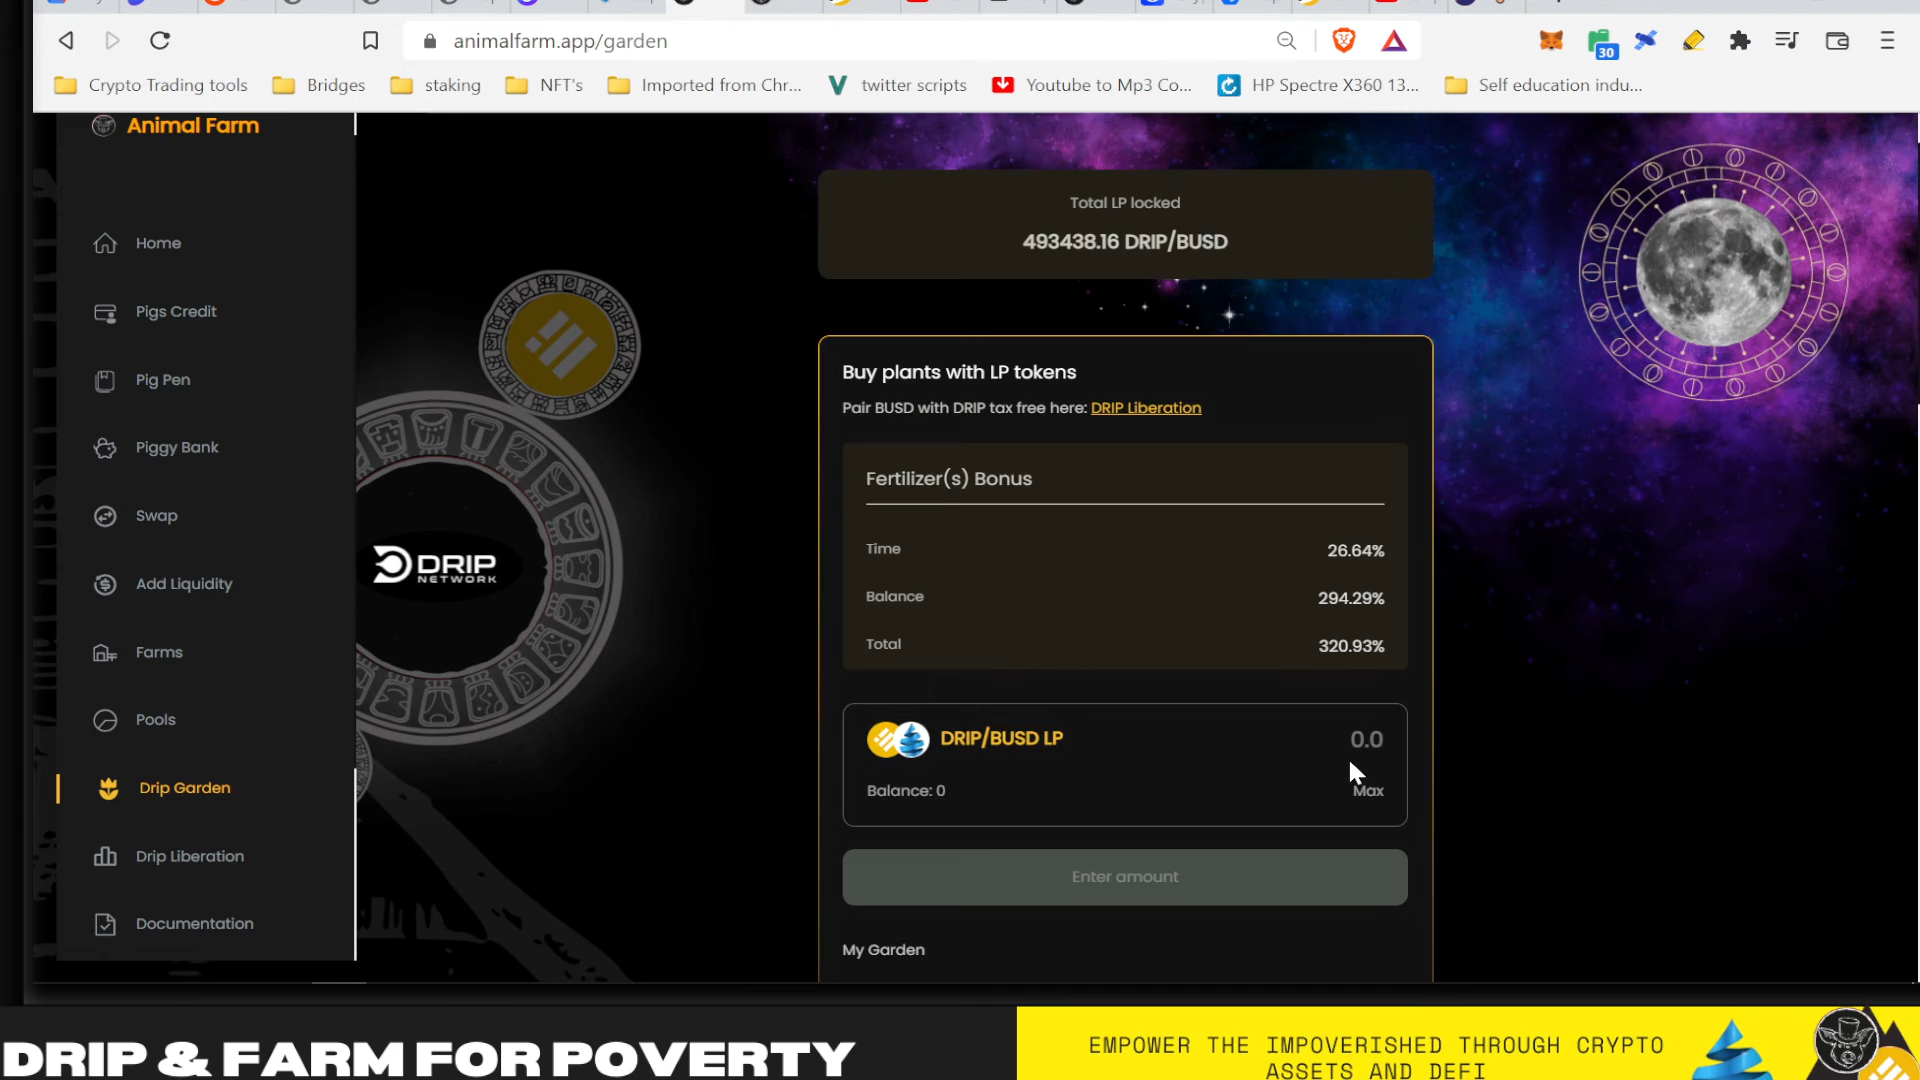 animalfarm.app/garden
30
Crypto Trading tools
Bridges
staking
NFT's
Imported from Chr...
twitter scripts
Youtube to Mp3 Co...
HP Spectre X360 13...
Self education indu...
Animal Farm
Home
Pigs Credit
Pig Pen
Piggy Bank
Swap
Add Liquidity
Farms
Pools
Drip Garden
Drip Liberation
Documentation
DRIP
NETWORK
Total LP locked
493438.16 DRIP/BUSD
Buy plants with LP tokens
Pair BUSD with DRIP tax free here: DRIP Liberation
Fertilizer(s) Bonus
Time 26.64%
Balance 294.29%
Total 320.93%
DRIP/BUSD LP 0.0
Balance: 0 Max
Enter amount
My Garden
DRIP & FARM FOR POVERTY
EMPOWER THE IMPOVERISHED THROUGH CRYPTO
ASSETS AND DEFI